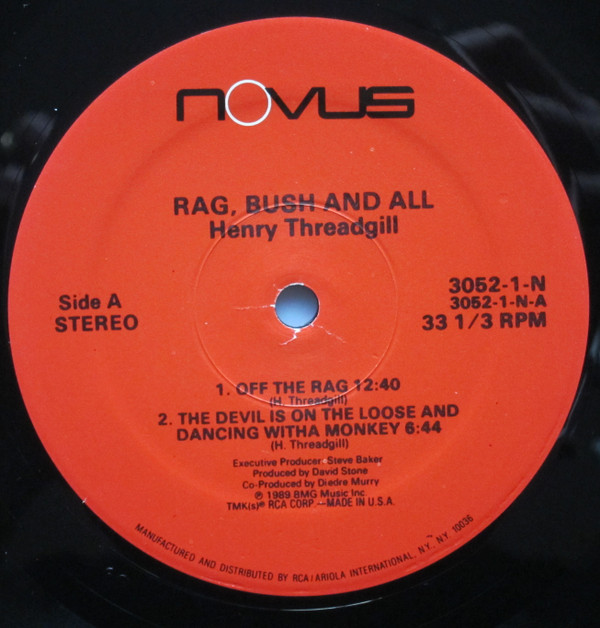 novus
RAG, BUSH AND ALL
Henry Threadgill
Side A
STEREO
3052-1-N
3052-1-N-A
33 1/3 RPM
1. OFF THE RAG 12:40
(H. Threadgill)
2. THE DEVIL IS ON THE LOOSE AND
DANCING WITHA MONKEY 6:44
(H. Threadgill)
Executive Producer: Steve Baker
Produced by David Stone
Co-Produced by Diedre Murry
℗ 1989 BMG Music Inc
TMK(s)® RCA CORP.—MADE IN U.S.A.
MANUFACTURED AND DISTRIBUTED BY RCA/ARIOLA INTERNATIONAL, N.Y., N.Y. 10036